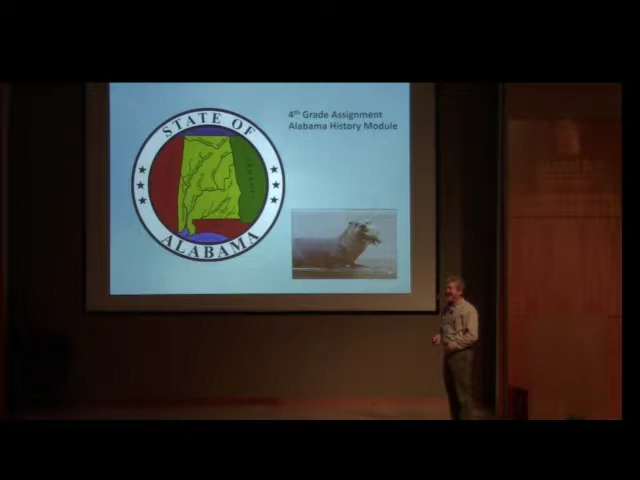 STATE OF
ALABAMA
4th Grade Assignment
Alabama History Module